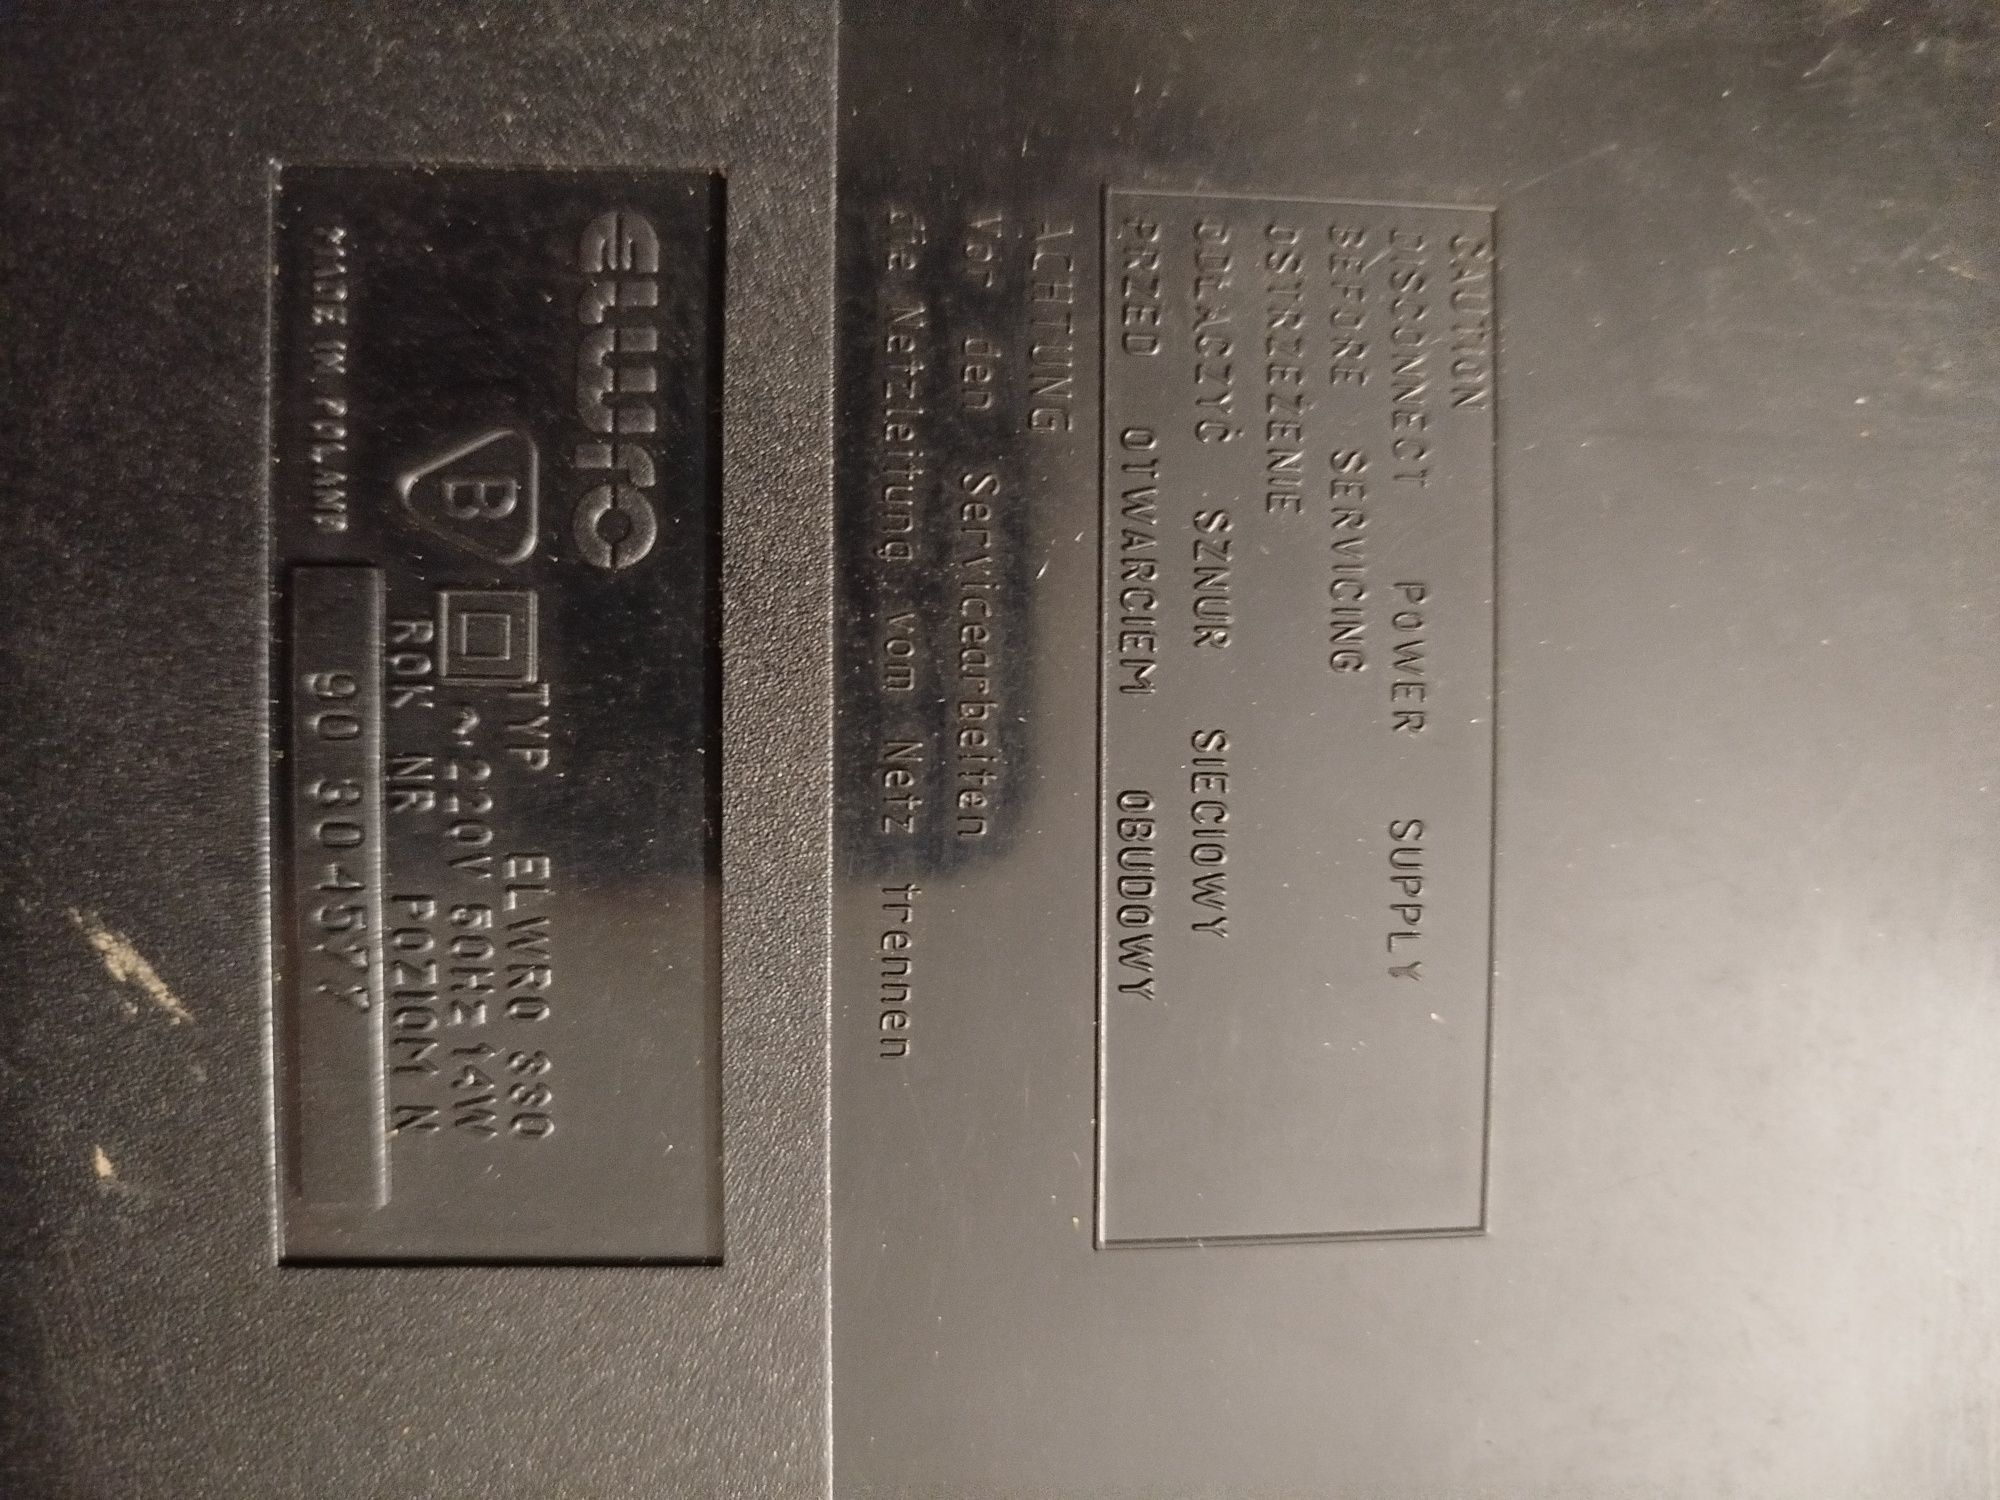 CAUTION
DISCONNECT POWER SUPPLY
BEFORE SERVICING
OSTRZEŻENIE
ODŁĄCZYĆ SZNUR SIECIOWY
PRZED OTWARCIEM OBUDOWY
ACHTUNG
Vor den Servicearbeiten
die Netzleitung vom Netz trennen
elwro
TYP ELWRO 330
B ~220V 50Hz 14W
ROK NR POZIOM N
MADE IN POLAND
90 30457